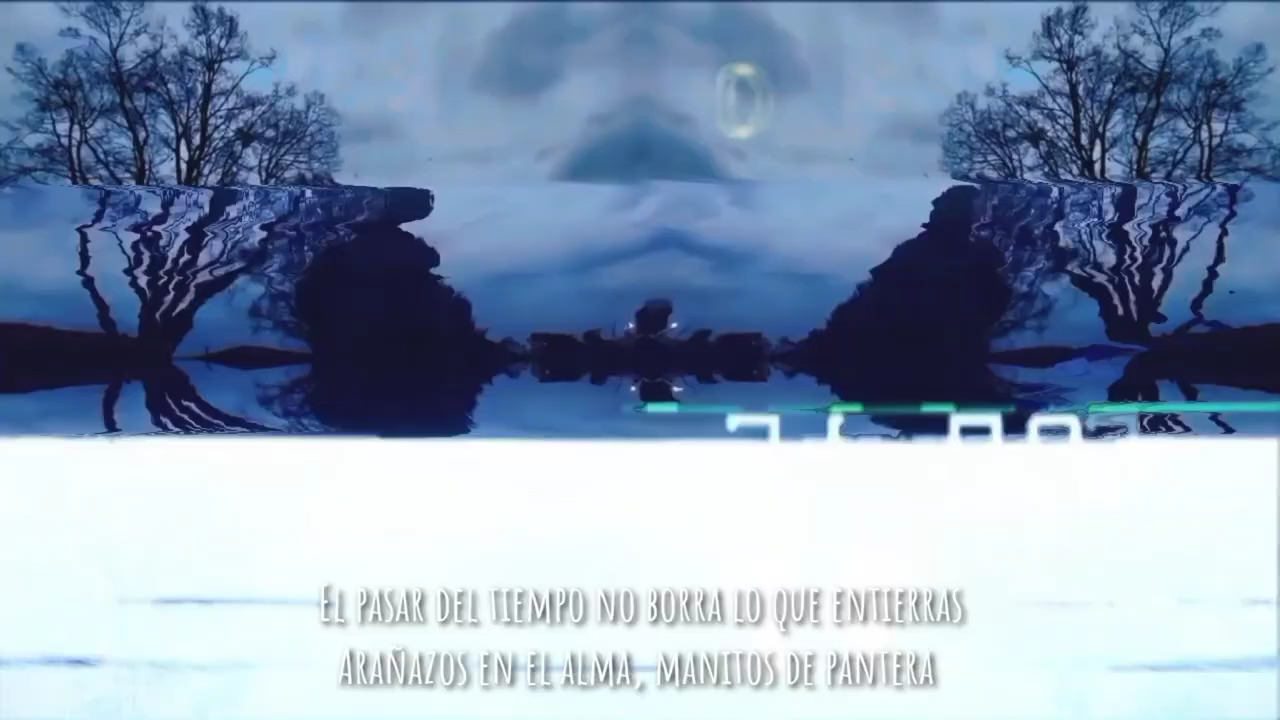 El pasar del tiempo no borra lo que entierras
Arañazos en el alma, manitos de pantera